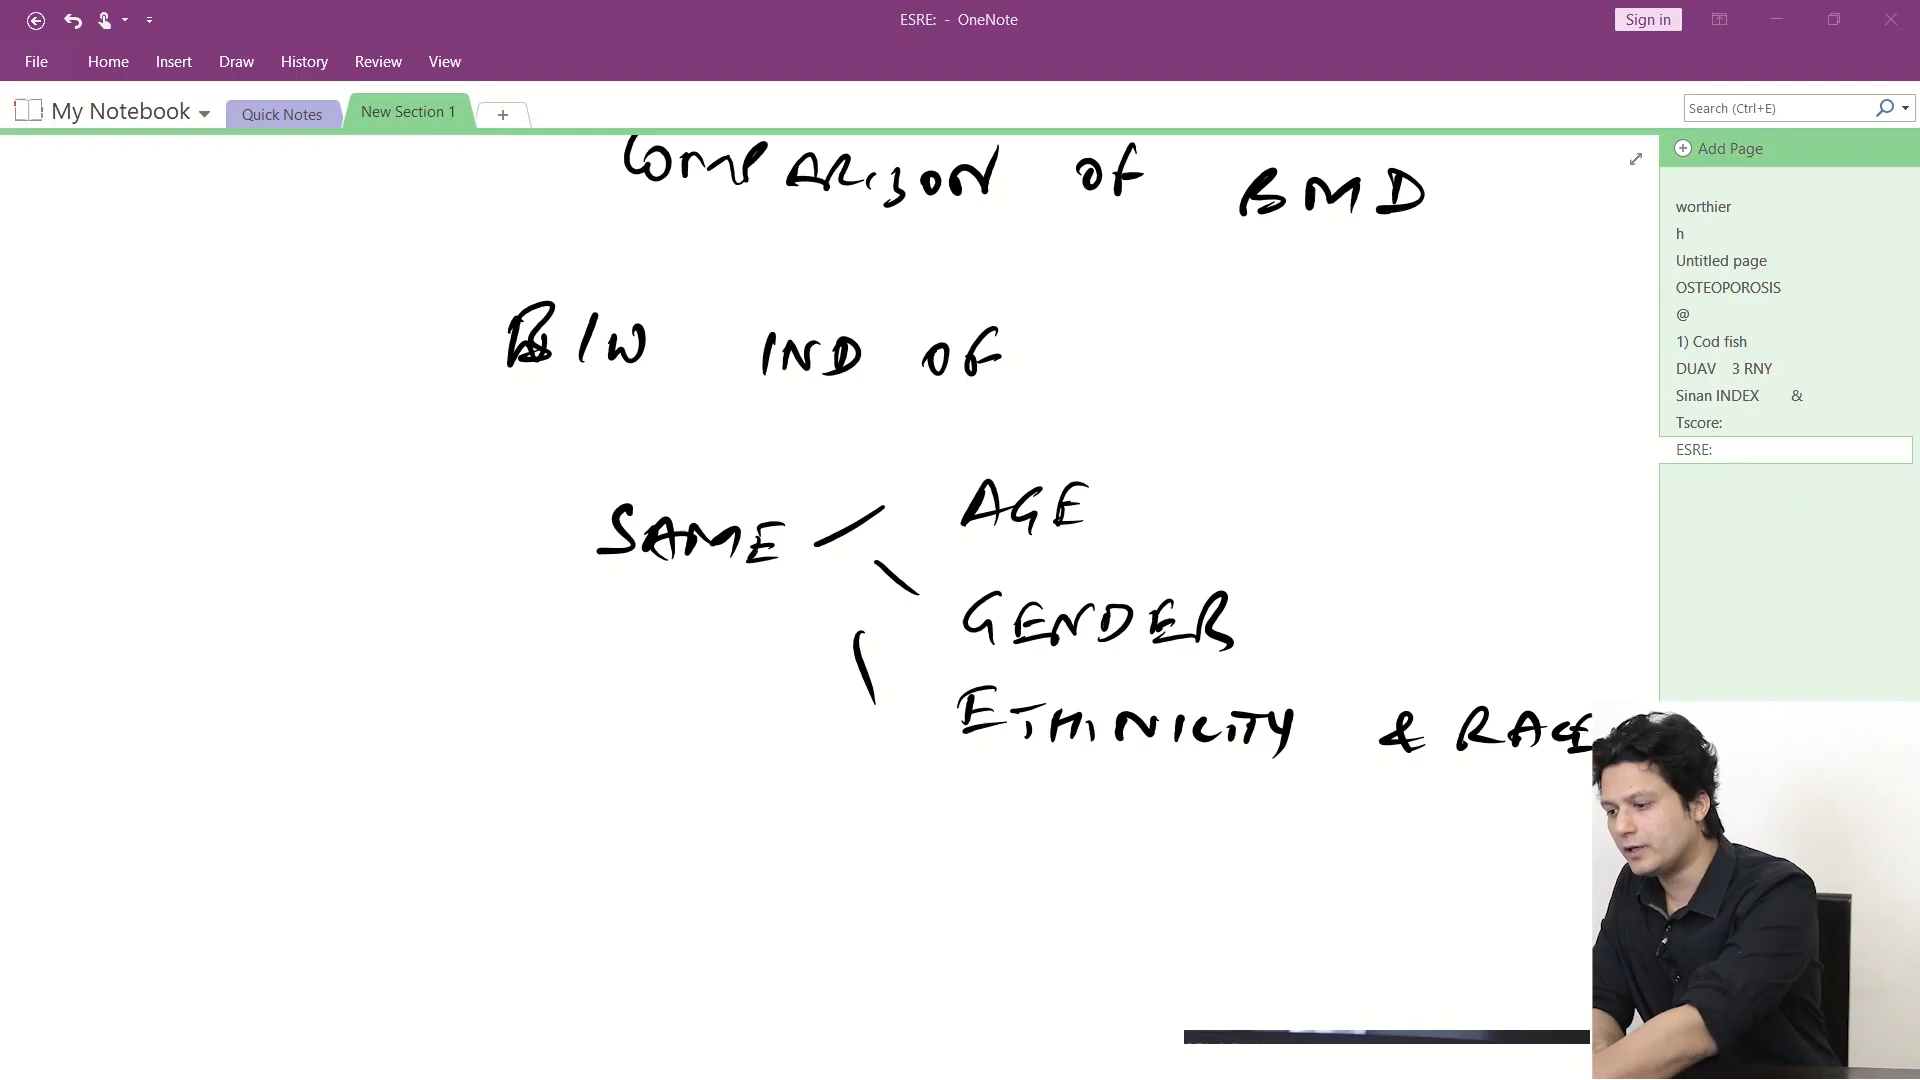 ESRE: - OneNote
Sign in
File Home Insert Draw History Review View
My Notebook
Quick Notes
New Section 1
+
Search (Ctrl+E)
Add Page
COMPARISON OF BMD
B/W IND OF
SAME AGE
GENDER
ETHINICITY & RACE
worthier
h
Untitled page
OSTEOPOROSIS
@
1) Cod fish
DUAV 3 RNY
Sinan INDEX &
Tscore:
ESRE: